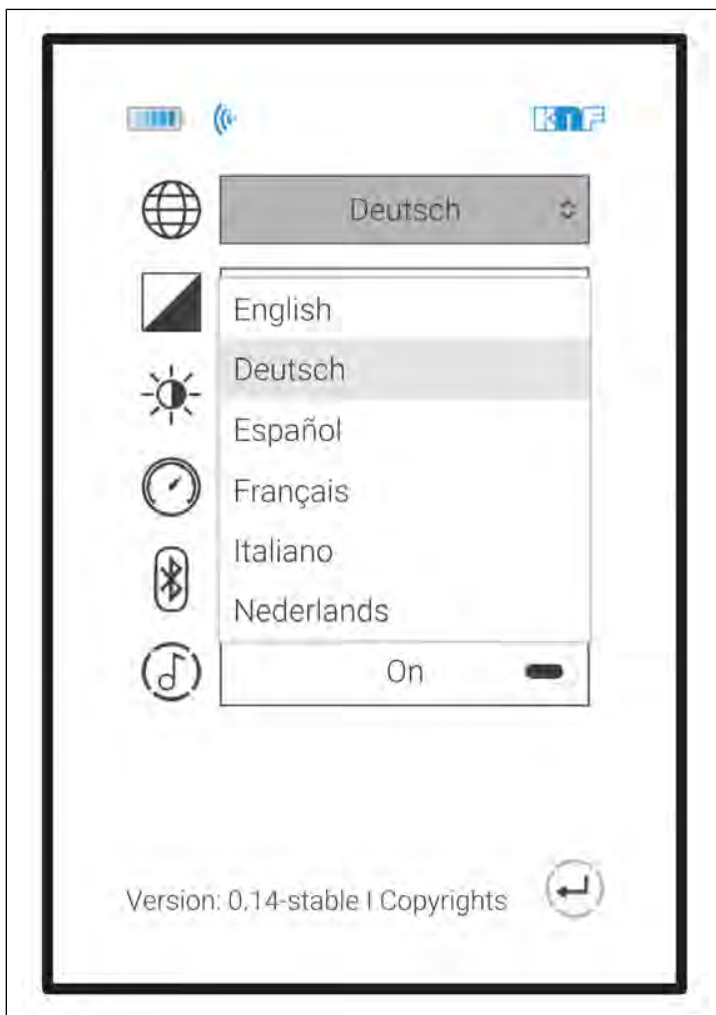 KNF
Deutsch
English
Deutsch
Español
Français
Italiano
Nederlands
On
Version: 0.14-stable I Copyrights